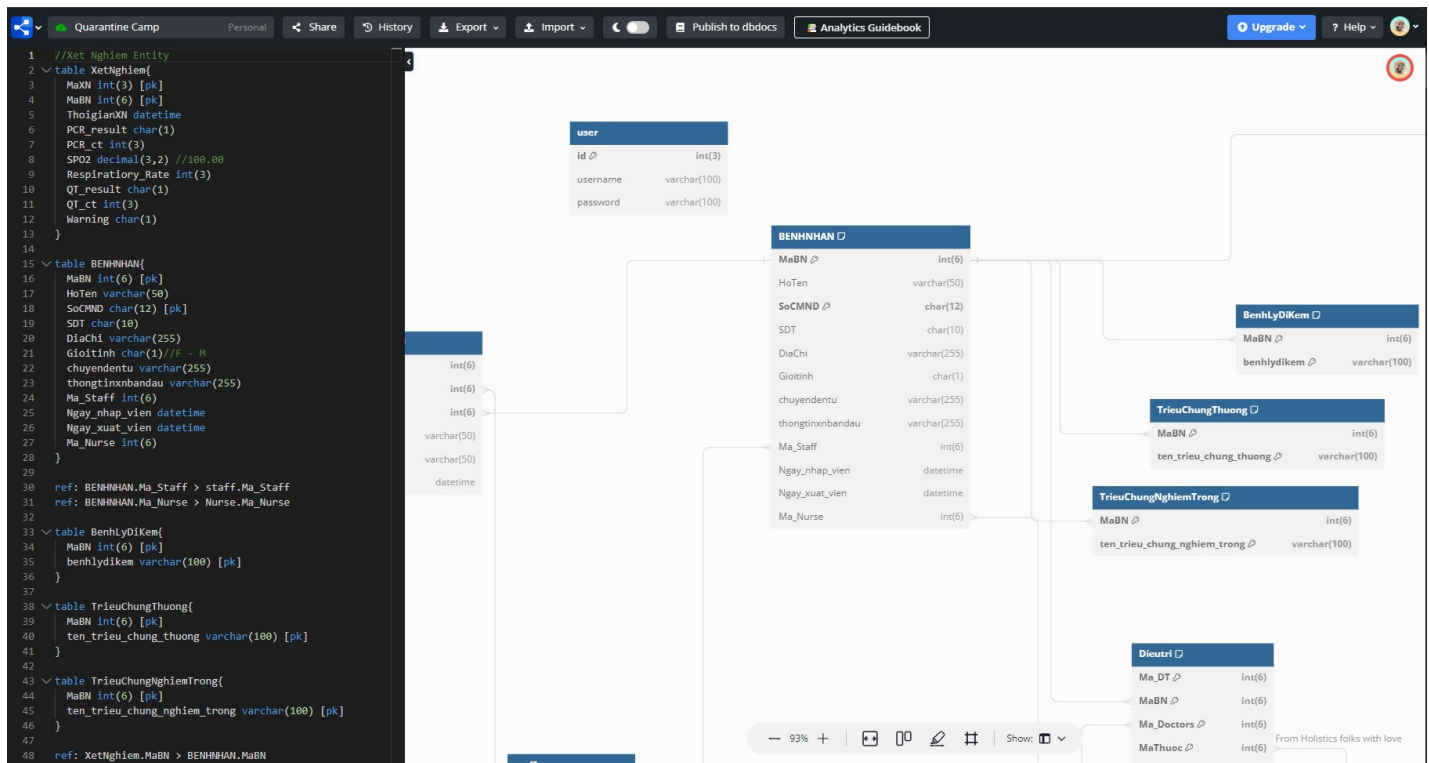 Quarantine Camp
Personal
Share
History
Export
Import
Publish to dbdocs
Analytics Guidebook
Upgrade
? Help
1 //Xet Nghiem Entity
2 table XetNghiem{
3 MaXN int(3) [pk]
4 MaBN int(6) [pk]
5 ThoigianXN datetime
6 PCR_result char(1)
7 PCR_ct int(3)
8 SPO2 decimal(3,2) //100.00
9 Respiratiory_Rate int(3)
10 QT_result char(1)
11 QT_ct int(3)
12 Warning char(1)
13 }
14
15 table BENHNHAN{
16 MaBN int(6) [pk]
17 HoTen varchar(50)
18 SoCMND char(12) [pk]
19 SDT char(10)
20 DiaChi varchar(255)
21 Gioitinh char(1)//F - M
22 chuyendentu varchar(255)
23 thongtinxnbandau varchar(255)
24 Ma_Staff int(6)
25 Ngay_nhap_vien datetime
26 Ngay_xuat_vien datetime
27 Ma_Nurse int(6)
28 }
29
30 ref: BENHNHAN.Ma_Staff > staff.Ma_Staff
31 ref: BENHNHAN.Ma_Nurse > Nurse.Ma_Nurse
32
33 table BenhLyDiKem{
34 MaBN int(6) [pk]
35 benhlydikem varchar(100) [pk]
36 }
37
38 table TrieuChungThuong{
39 MaBN int(6) [pk]
40 ten_trieu_chung_thuong varchar(100) [pk]
41 }
42
43 table TrieuChungNghiemTrong{
44 MaBN int(6) [pk]
45 ten_trieu_chung_nghiem_trong varchar(100) [pk]
46 }
47
48 ref: XetNghiem.MaBN > BENHNHAN.MaBN
user
id int(3)
username varchar(100)
password varchar(100)
int(6)
int(6)
int(6)
varchar(50)
varchar(50)
datetime
BENHNHAN
MaBN int(6)
HoTen varchar(50)
SoCMND char(12)
SDT char(10)
DiaChi varchar(255)
Gioitinh char(1)
chuyendentu varchar(255)
thongtinxnbandau varchar(255)
Ma_Staff int(6)
Ngay_nhap_vien datetime
Ngay_xuat_vien datetime
Ma_Nurse int(6)
BenhLyDiKem
MaBN int(6)
benhlydikem varchar(100)
TrieuChungThuong
MaBN int(6)
ten_trieu_chung_thuong varchar(100)
TrieuChungNghiemTrong
MaBN int(6)
ten_trieu_chung_nghiem_trong varchar(100)
Dieutri
Ma_DT int(6)
MaBN int(6)
Ma_Doctors int(6)
MaThuoc int(6)
93%
Show:
From Holistics folks with love